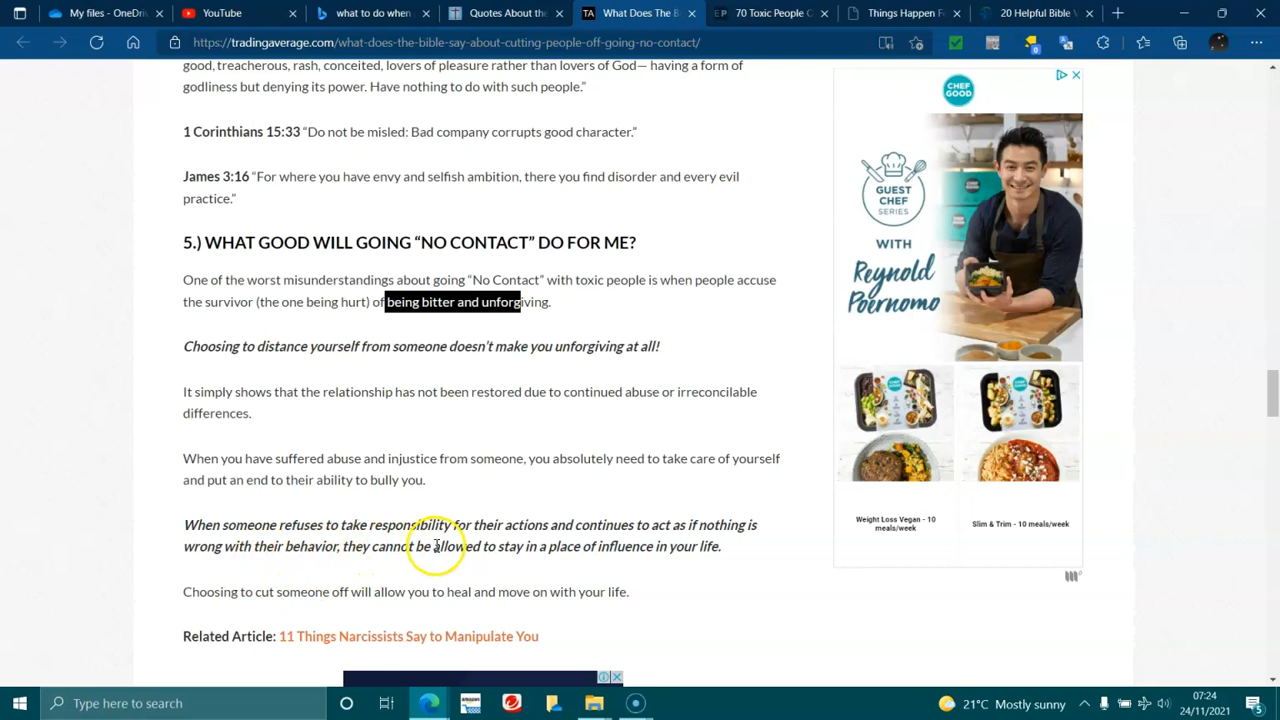 My files - OneDri
YouTube
what to do when
Quotes About the
What Does The B
70 Toxic People C
Things Happen F
20 Helpful Bible V
https://tradingaverage.com/what-does-the-bible-say-about-cutting-people-off-going-no-contact/
good, treacherous, rash, conceited, lovers of pleasure rather than lovers of God— having a form of
godliness but denying its power. Have nothing to do with such people.”
1 Corinthians 15:33 “Do not be misled: Bad company corrupts good character.”
James 3:16 “For where you have envy and selfish ambition, there you find disorder and every evil
practice.”
5.) WHAT GOOD WILL GOING “NO CONTACT” DO FOR ME?
One of the worst misunderstandings about going “No Contact” with toxic people is when people accuse
the survivor (the one being hurt) of being bitter and unforgiving.
Choosing to distance yourself from someone doesn’t make you unforgiving at all!
It simply shows that the relationship has not been restored due to continued abuse or irreconcilable
differences.
When you have suffered abuse and injustice from someone, you absolutely need to take care of yourself
and put an end to their ability to bully you.
When someone refuses to take responsibility for their actions and continues to act as if nothing is
wrong with their behavior, they cannot be allowed to stay in a place of influence in your life.
Choosing to cut someone off will allow you to heal and move on with your life.
Related Article: 11 Things Narcissists Say to Manipulate You
CHEF
GOOD
GUEST
CHEF
SERIES
WITH
Reynold
Poernomo
Weight Loss Vegan - 10
meals/week
Slim & Trim - 10 meals/week
Type here to search
21°C Mostly sunny
07:24
24/11/2021
5